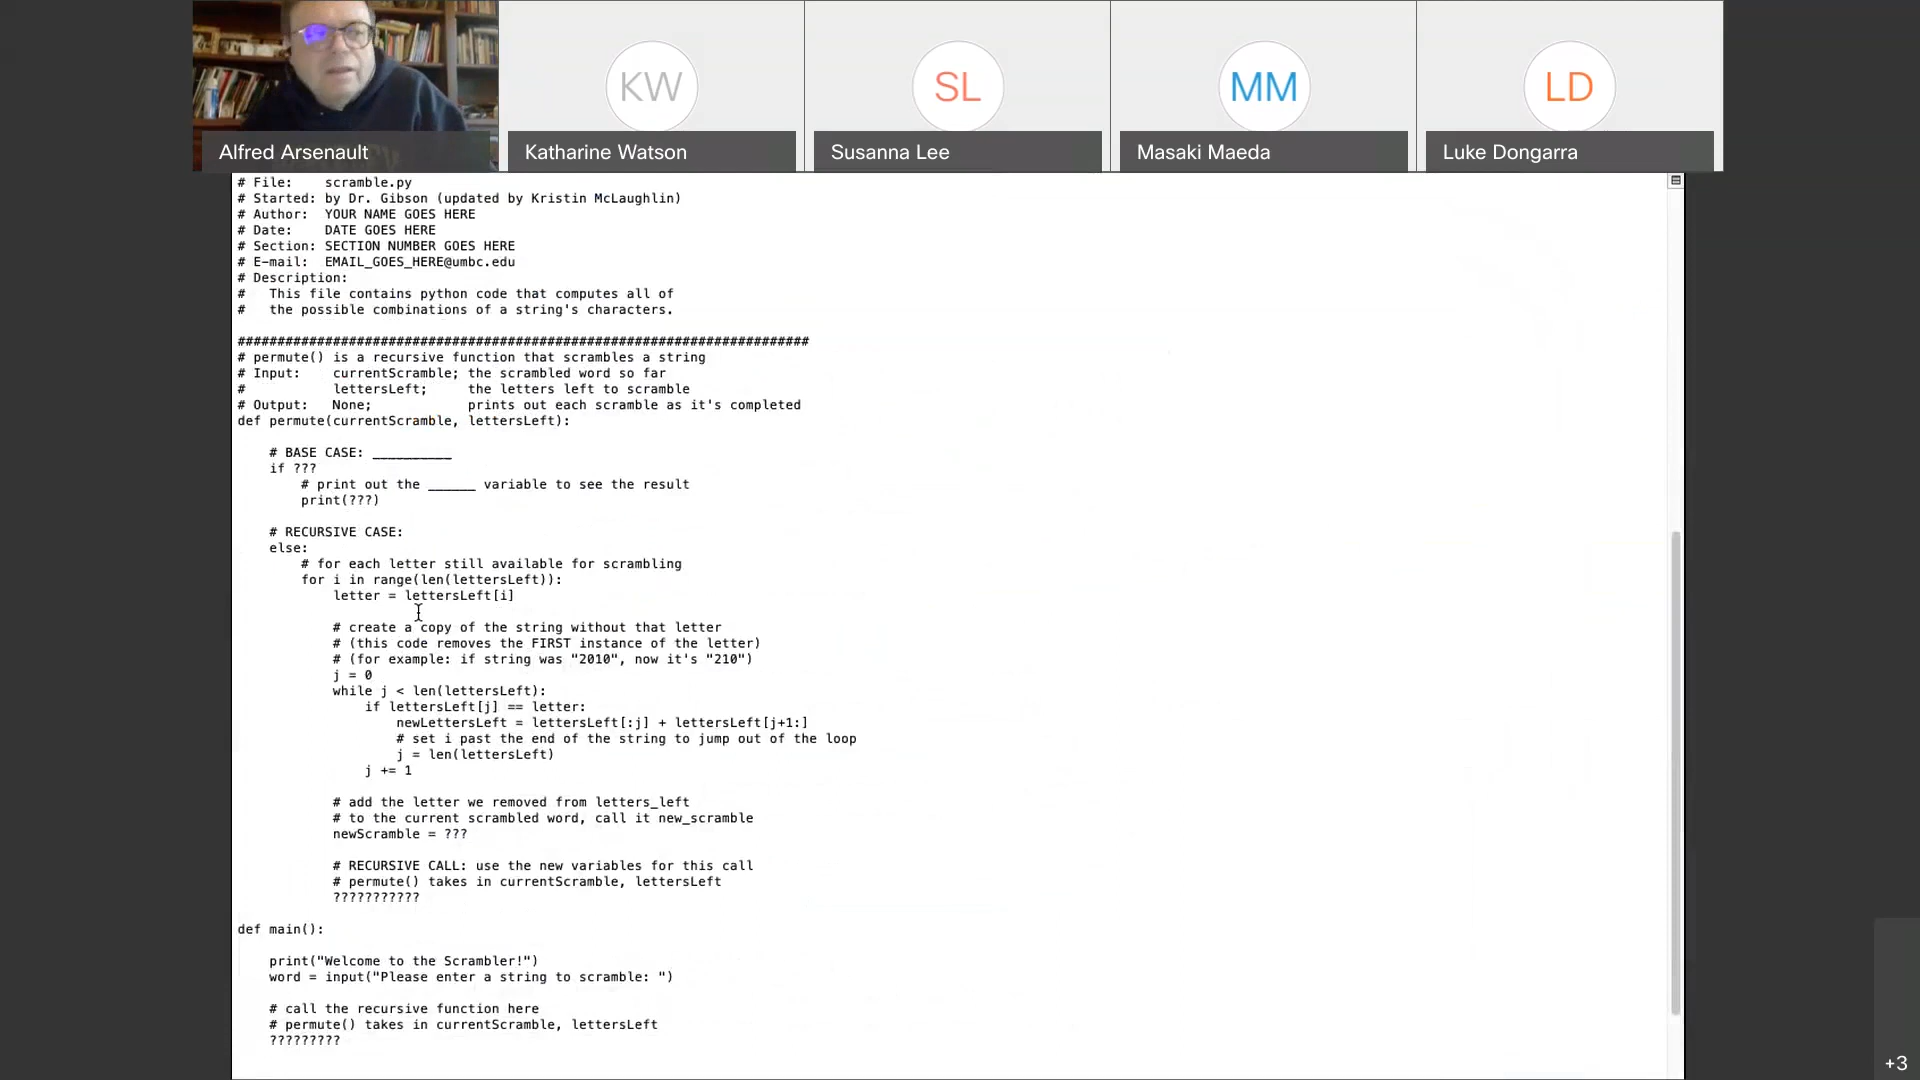 KW
SL
MM
LD
Alfred Arsenault
Katharine Watson
Susanna Lee
Masaki Maeda
Luke Dongarra
# File:    scramble.py
# Started: by Dr. Gibson (updated by Kristin McLaughlin)
# Author:  YOUR NAME GOES HERE
# Date:    DATE GOES HERE
# Section: SECTION NUMBER GOES HERE
# E-mail:  EMAIL_GOES_HERE@umbc.edu
# Description:
#   This file contains python code that computes all of
#   the possible combinations of a string's characters.
########################################################################
# permute() is a recursive function that scrambles a string
# Input:    currentScramble; the scrambled word so far
#           lettersLeft;     the letters left to scramble
# Output:   None;            prints out each scramble as it's completed
def permute(currentScramble, lettersLeft):
    # BASE CASE: __________
    if ???
        # print out the ______ variable to see the result
        print(???)
    # RECURSIVE CASE:
    else:
        # for each letter still available for scrambling
        for i in range(len(lettersLeft)):
            letter = lettersLeft[i]
            # create a copy of the string without that letter
            # (this code removes the FIRST instance of the letter)
            # (for example: if string was "2010", now it's "210")
            j = 0
            while j < len(lettersLeft):
                if lettersLeft[j] == letter:
                    newLettersLeft = lettersLeft[:j] + lettersLeft[j+1:]
                    # set i past the end of the string to jump out of the loop
                    j = len(lettersLeft)
                j += 1
            # add the letter we removed from letters_left
            # to the current scrambled word, call it new_scramble
            newScramble = ???
            # RECURSIVE CALL: use the new variables for this call
            # permute() takes in currentScramble, lettersLeft
            ???????????
def main():
    print("Welcome to the Scrambler!")
    word = input("Please enter a string to scramble: ")
    # call the recursive function here
    # permute() takes in currentScramble, lettersLeft
    ?????????
+3